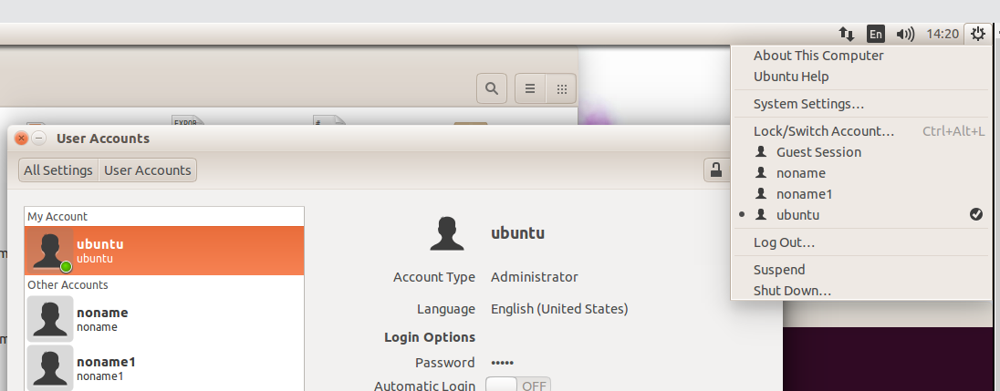 En 14:20
About This Computer
Ubuntu Help
System Settings...
Lock/Switch Account... Ctrl+Alt+L
Guest Session
noname
noname1
ubuntu
Log Out...
Suspend
Shut Down...
EXPOR
#
User Accounts
All Settings User Accounts
My Account
ubuntu
ubuntu
Other Accounts
noname
noname
noname1
noname1
ubuntu
Account Type Administrator
Language English (United States)
Login Options
Password •••••
Automatic Login OFF
m
m